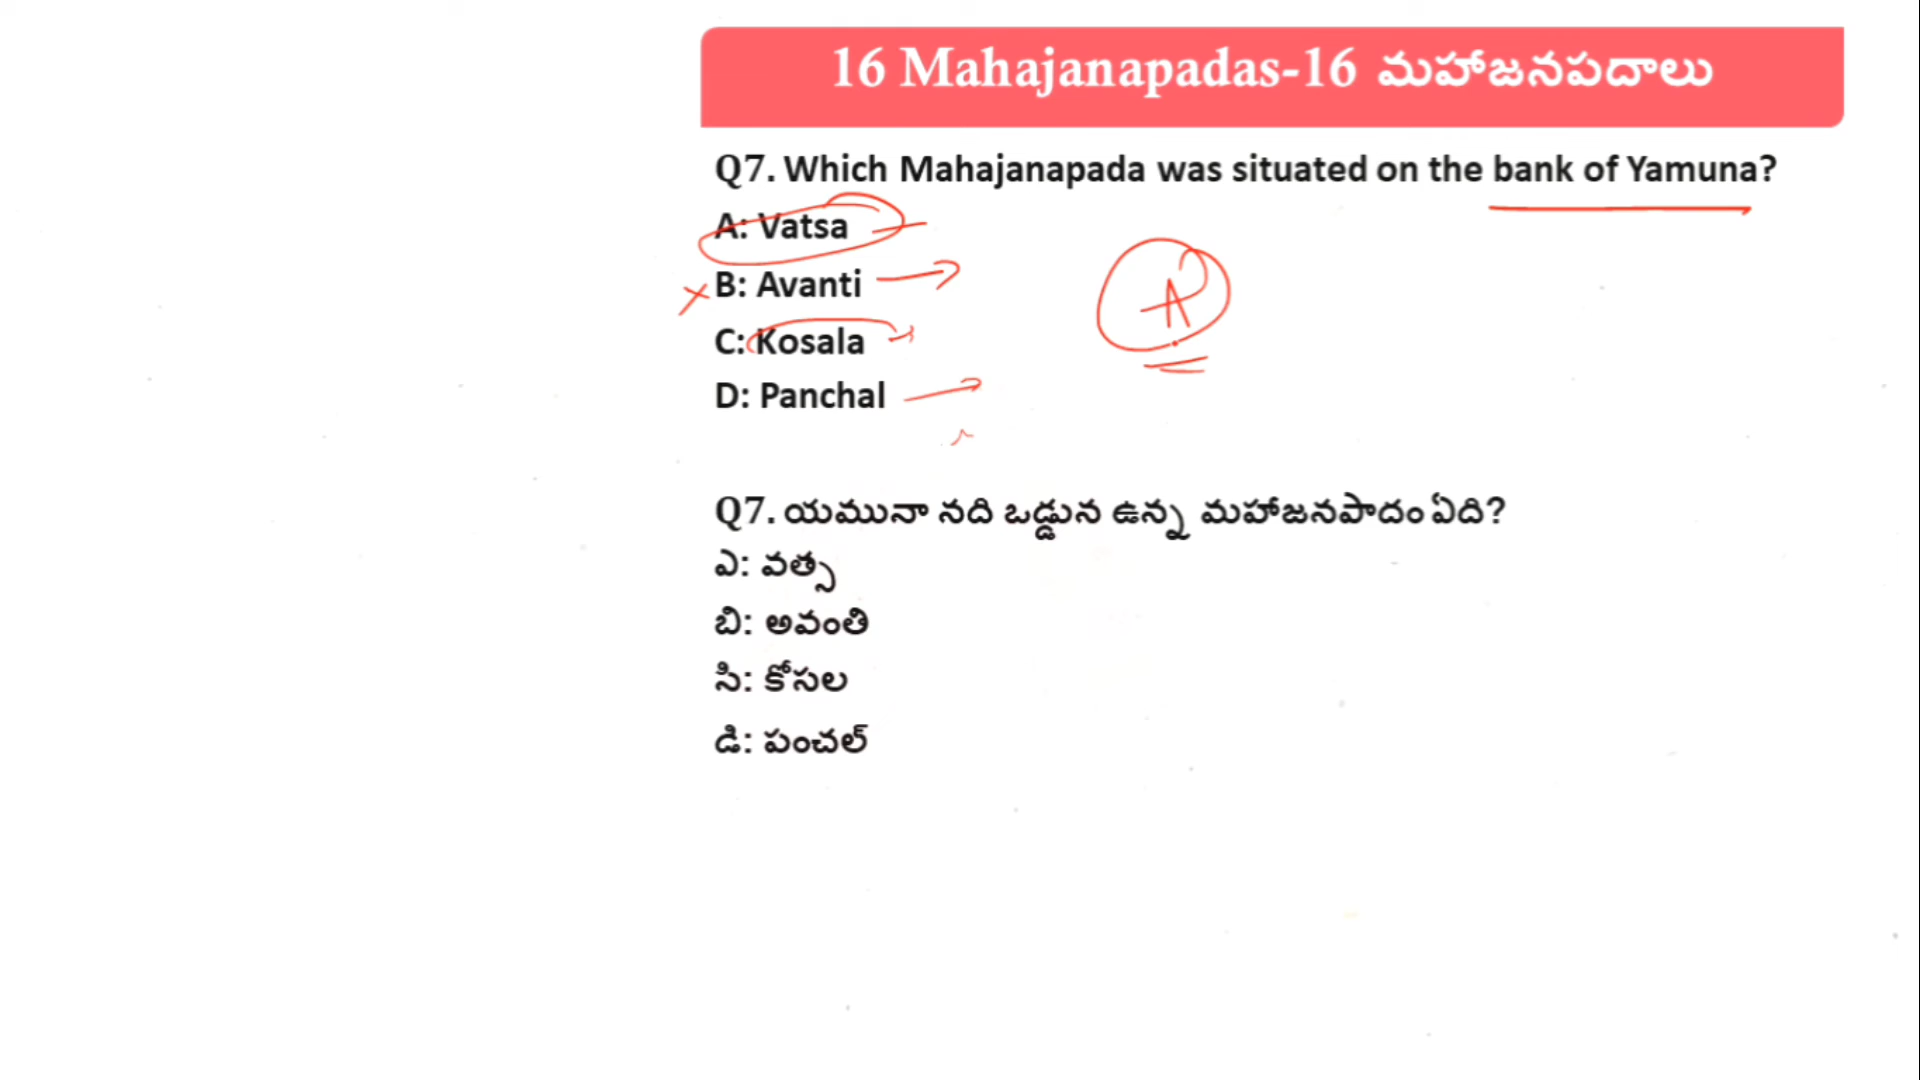 16 Mahajanapadas-16 మహాజనపదాలు
Q7. Which Mahajanapada was situated on the bank of Yamuna?
A: Vatsa
B: Avanti
C: Kosala
A
D: Panchal
Q7. యమునా నది ఒడ్డున ఉన్న మహాజనపాదం ఏది?
ఎ: వత్స
బి: అవంతి
సి: కోసల
డి: పంచల్